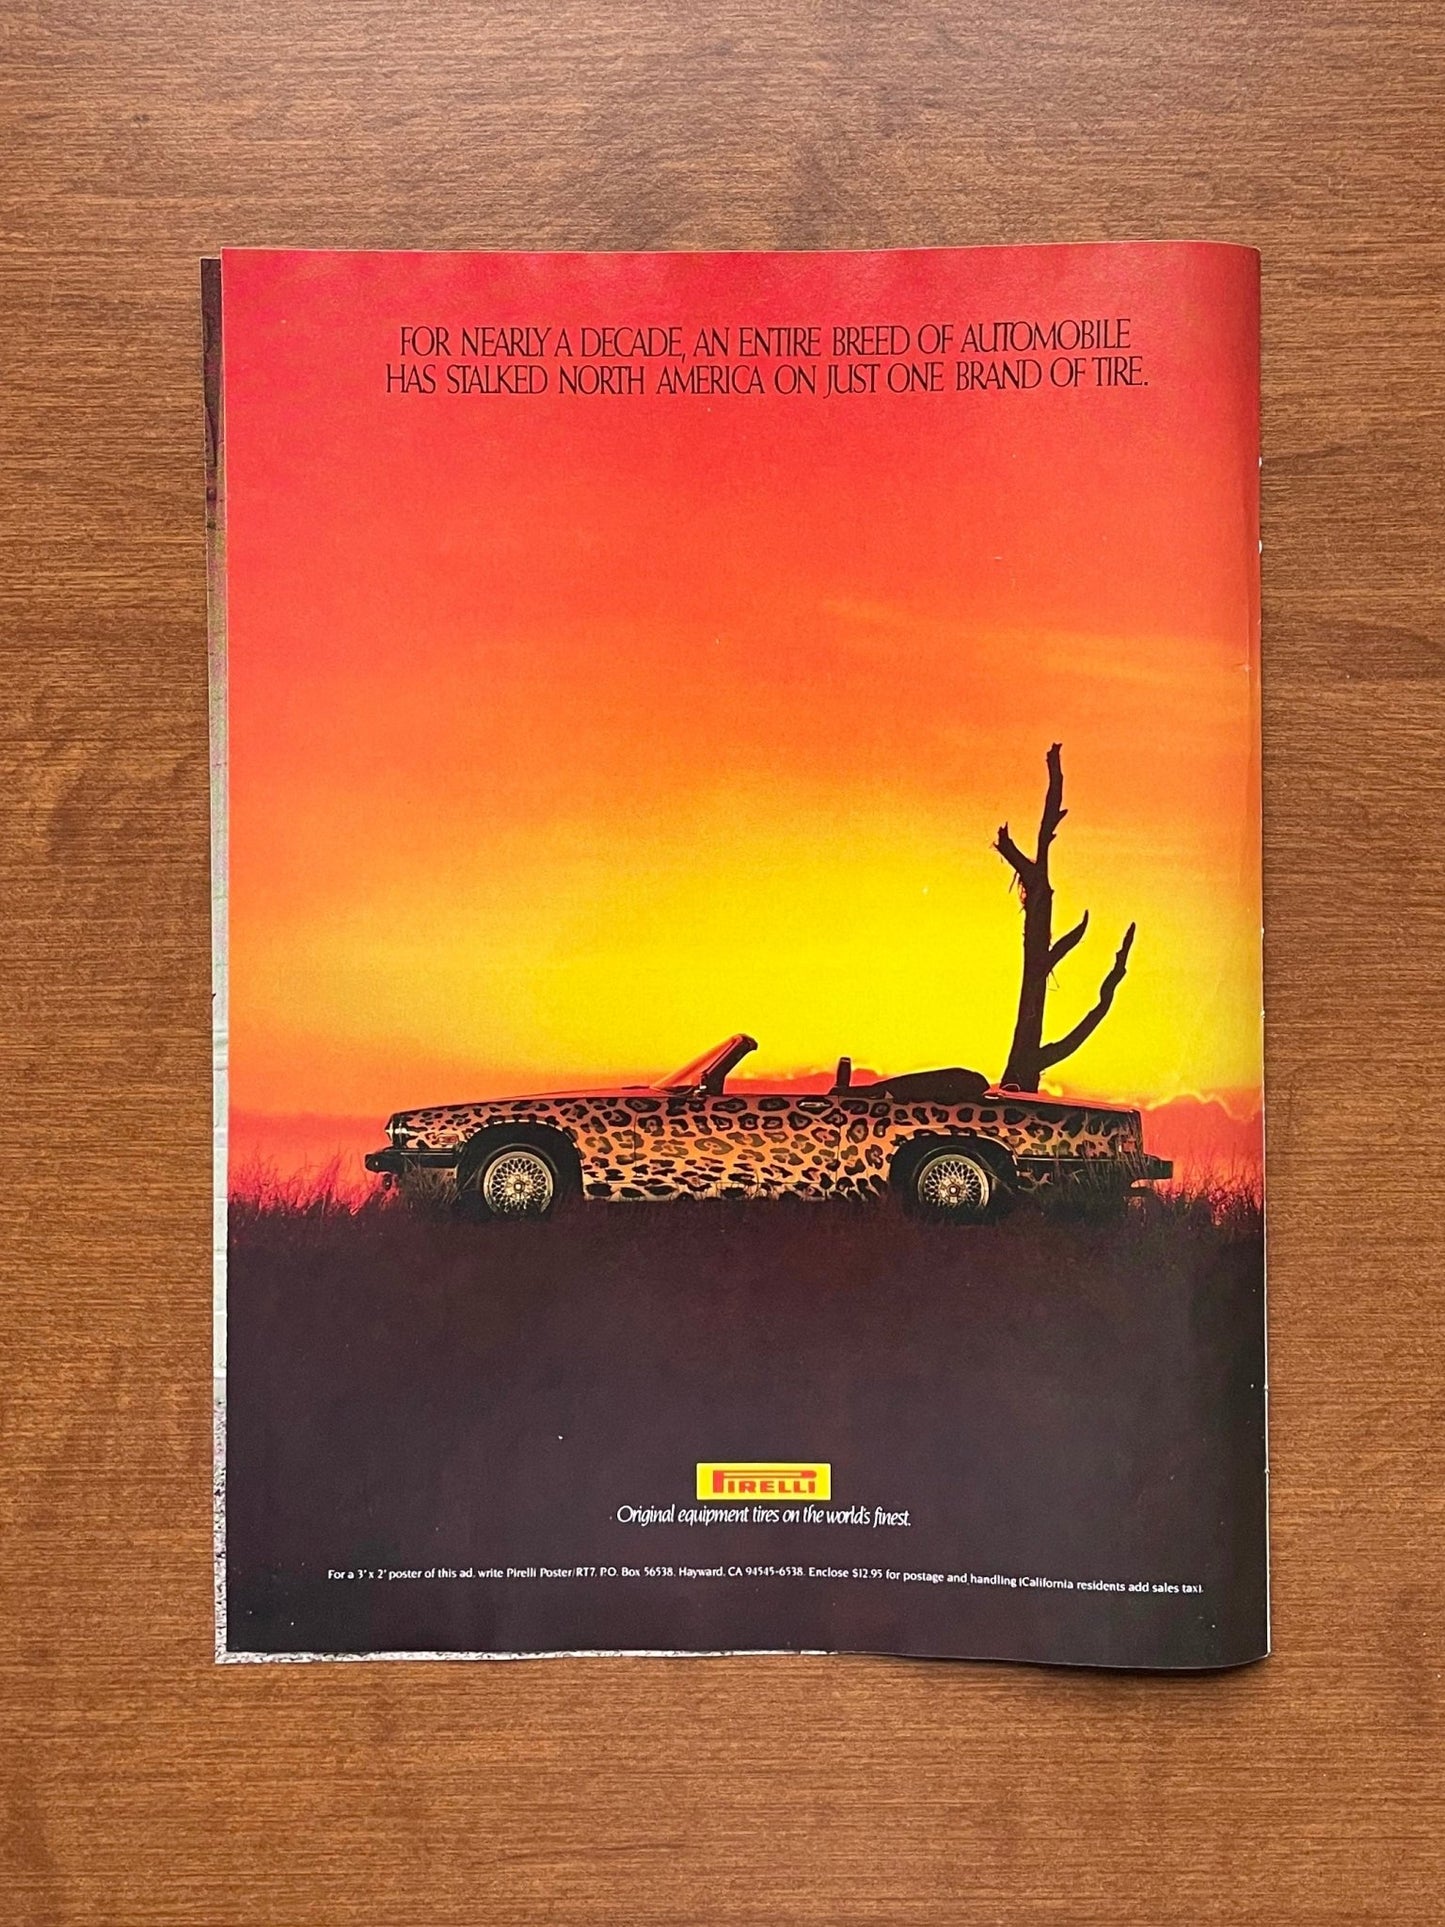 FOR NEARLY A DECADE, AN ENTIRE BREED OF AUTOMOBILE
HAS STALKED NORTH AMERICA ON JUST ONE BRAND OF TIRE.
PIRELLI
Original equipment tires on the world's finest.
For a 3' x 2' poster of this ad, write Pirelli Poster/RT7, P.O. Box 56538, Hayward, CA 94545-6538. Enclose $12.95 for postage and handling (California residents add sales tax).